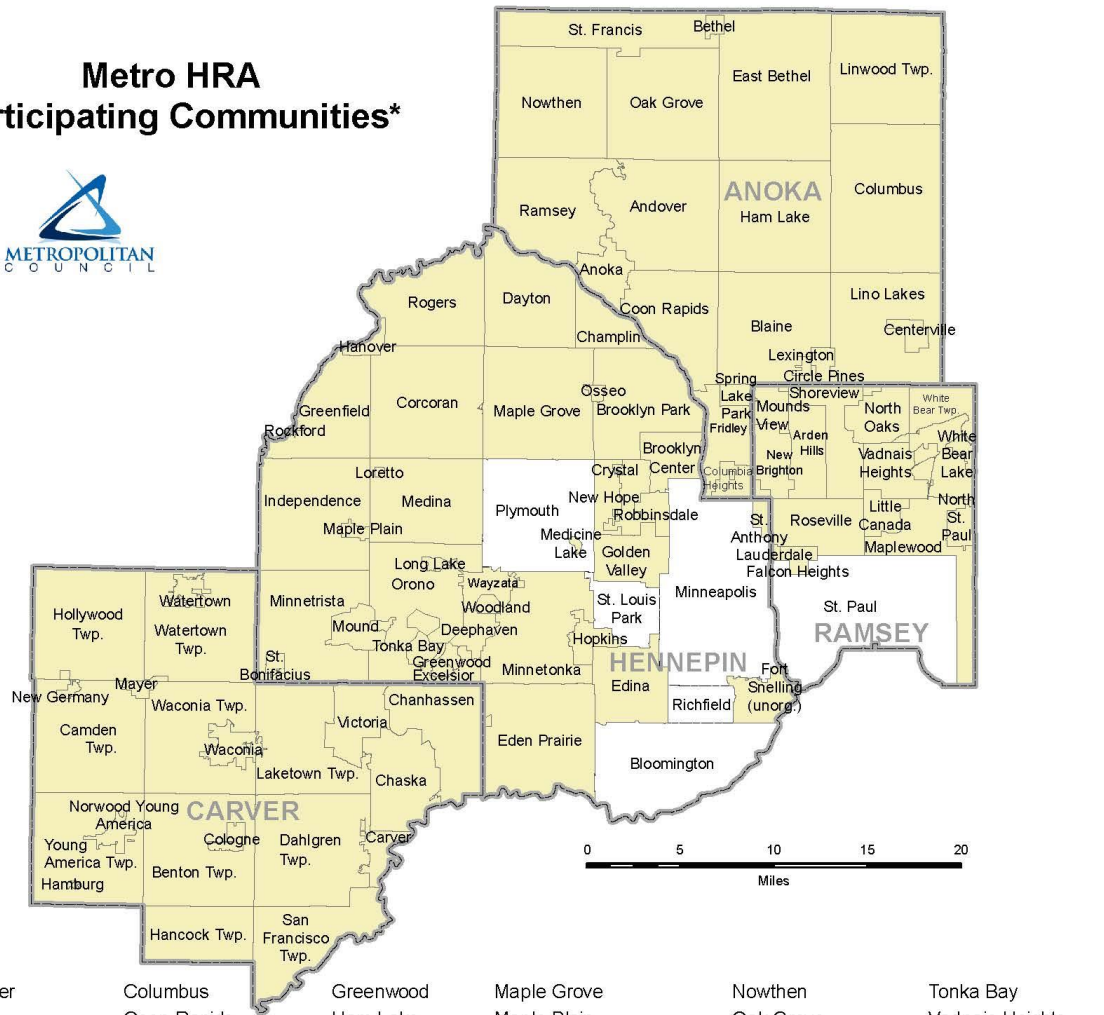 Metro HRA
rticipating Communities*
METROPOLITAN
COUNCIL
St. Francis
Bethel
East Bethel
Linwood Twp.
Nowthen
Oak Grove
ANOKA
Columbus
Ramsey
Andover
Ham Lake
Anoka
Rogers
Dayton
Coon Rapids
Lino Lakes
Blaine
Centerville
Champlin
Hanover
Lexington
Circle Pines
Spring
Lake
Park
Shoreview
Greenfield
Corcoran
Maple Grove
Osseo
Brooklyn Park
Fridley
Mounds
View
North
Oaks
White
Bear Twp.
Rockford
Arden
Hills
Brooklyn
Center
New
Brighton
Vadnais
Heights
White
Bear
Lake
Columbia
Heights
Loretto
Crystal
Independence
Medina
Plymouth
New Hope
Robbinsdale
Maple Plain
Medicine
Lake
St.
Anthony
Roseville
Little
Canada
North
St.
Paul
Lauderdale
Maplewood
Falcon Heights
Golden
Valley
Long Lake
Orono
Wayzata
Woodland
Minneapolis
St. Louis
Park
St. Paul
RAMSEY
Hollywood
Twp.
Watertown
Watertown
Twp.
Minnetrista
Mound
Deephaven
Tonka Bay
Hopkins
Greenwood
Excelsior
Minnetonka
HENNEPIN
Edina
Fort
Snelling
(unorg.)
St.
Bonifacius
New Germany
Mayer
Waconia Twp.
Chanhassen
Richfield
Camden
Twp.
Victoria
Waconia
Laketown Twp.
Chaska
Eden Prairie
Bloomington
Norwood Young
America
CARVER
Young
America Twp.
Cologne
Dahlgren
Twp.
Carver
Hamburg
Benton Twp.
Hancock Twp.
San
Francisco
Twp.
0 5 10 15 20
Miles
er Columbus Greenwood Maple Grove Nowthen Tonka Bay